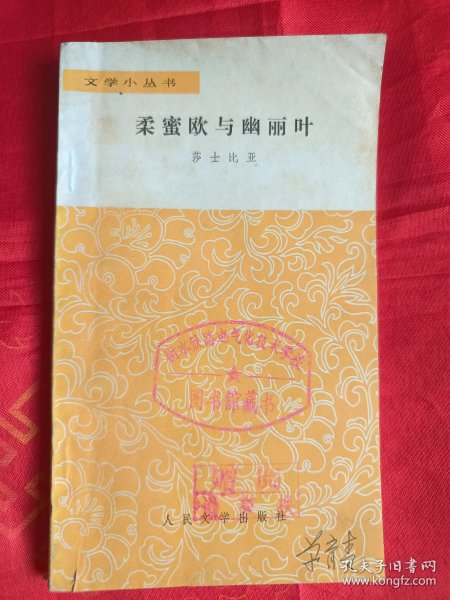 文学小丛书
柔蜜欧与幽丽叶
莎士比亚
图书馆藏书
人民文学出版社
孔夫子旧书网
book.kongfz.com